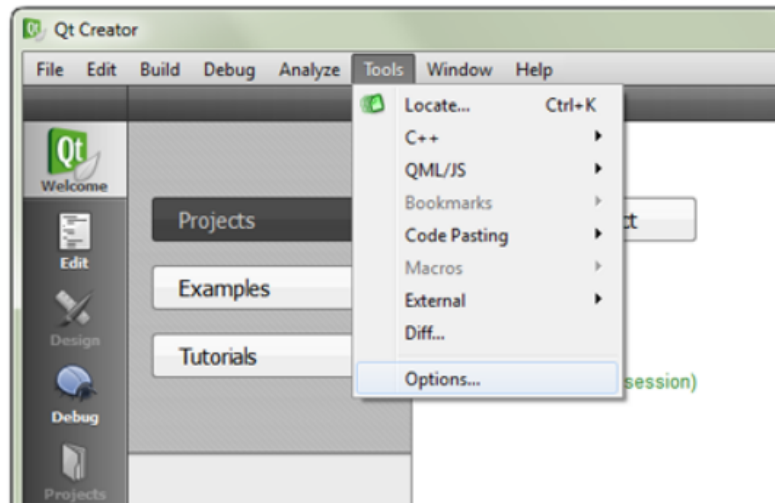 Qt Creator
File Edit Build Debug Analyze Tools Window Help
Locate... Ctrl+K
C++
QML/JS
Bookmarks
Code Pasting
Macros
External
Diff...
Options...
Qt
Welcome
Edit
Design
Debug
Projects
Projects
Examples
Tutorials
ct
session)